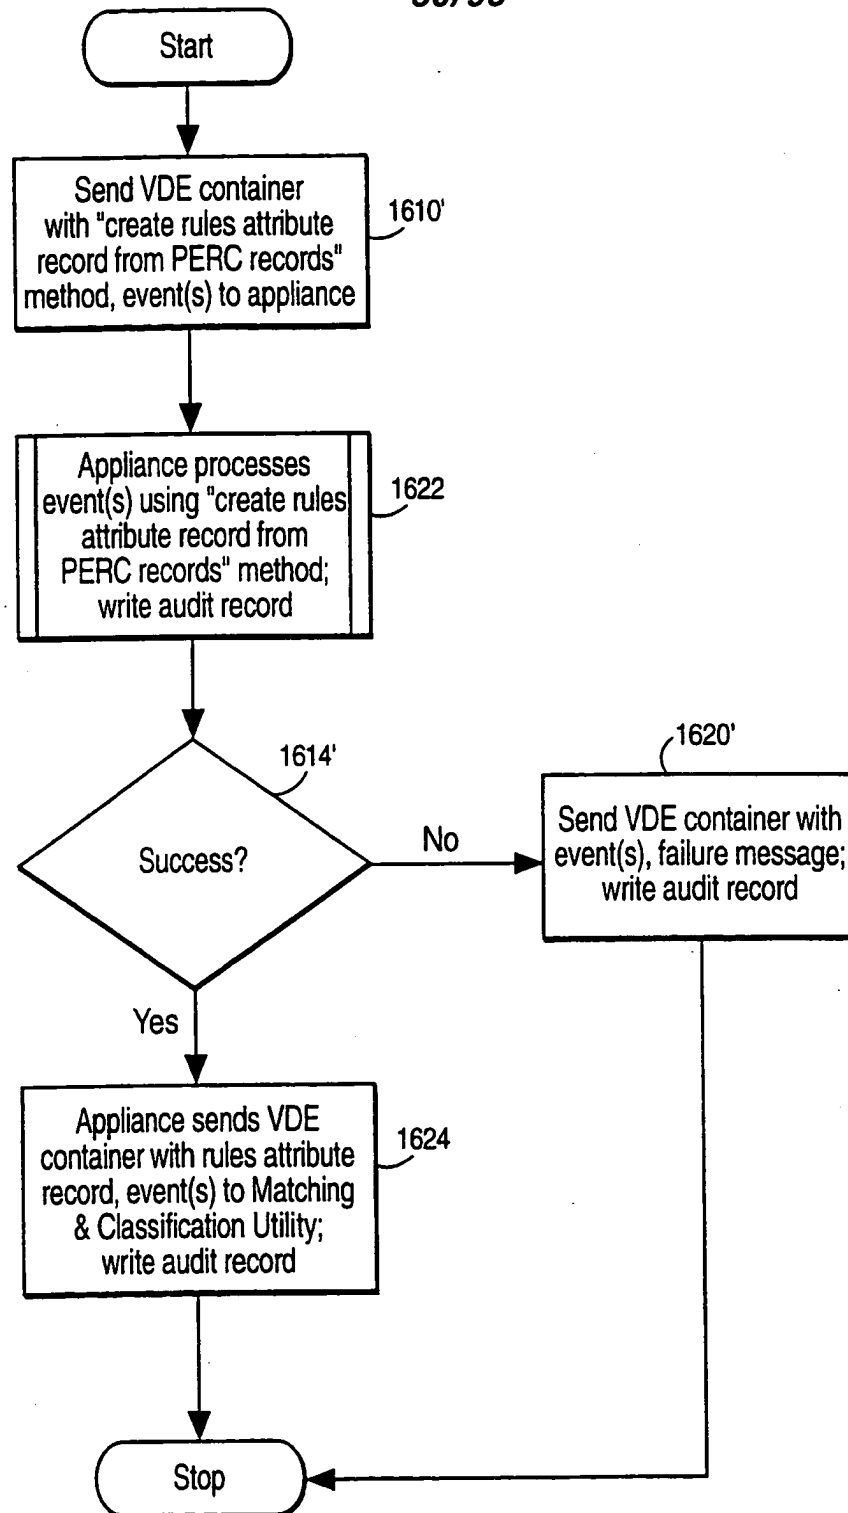 Start
Send VDE container
with "create rules attribute
record from PERC records"
method, event(s) to appliance
1610'
Appliance processes
event(s) using "create rules
attribute record from
PERC records" method;
write audit record
1622
1614'
Success?
No
1620'
Send VDE container with
event(s), failure message;
write audit record
Yes
Appliance sends VDE
container with rules attribute
record, event(s) to Matching
& Classification Utility;
write audit record
1624
Stop